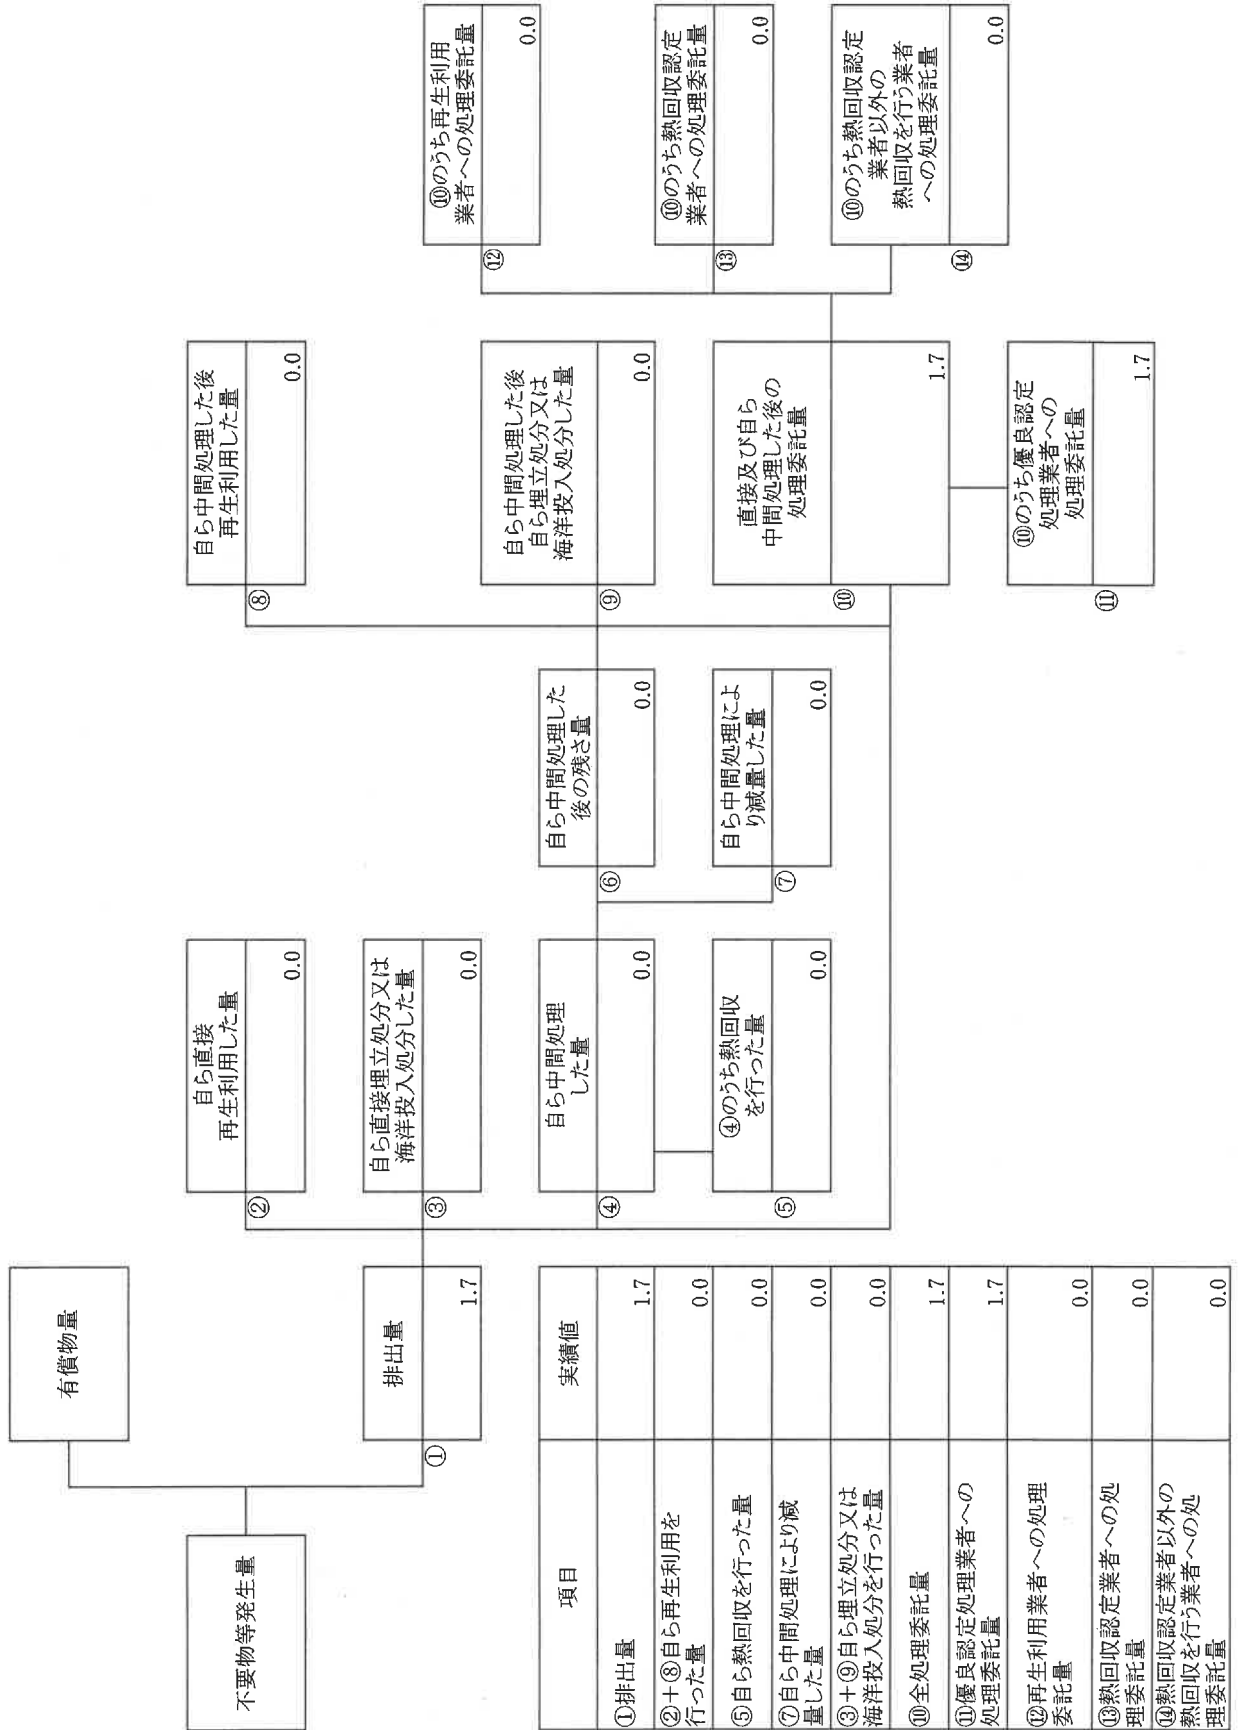 不要物等発生量
有償物量
排出量
①
1.7
自ら直接
再生利用した量
②
0.0
自ら直接埋立処分又は
海洋投入処分した量
③
0.0
自ら中間処理
した量
④
0.0
④のうち熱回収
を行った量
⑤
0.0
自ら中間処理した
後の残さ量
⑥
0.0
自ら中間処理によ
り減量した量
⑦
0.0
自ら中間処理した後
再生利用した量
⑧
0.0
自ら中間処理した後
自ら埋立処分又は
海洋投入処分した量
⑨
0.0
直接及び自ら
中間処理した後の
処理委託量
⑩
1.7
⑩のうち優良認定
処理業者への
処理委託量
⑪
1.7
⑩のうち再生利用
業者への処理委託量
⑫
0.0
⑩のうち熱回収認定
業者への処理委託量
⑬
0.0
⑩のうち熱回収認定
業者以外の
熱回収を行う業者
への処理委託量
⑭
0.0
項目 実績値
①排出量 1.7
②+⑧自ら再生利用を
行った量 0.0
⑤自ら熱回収を行った量 0.0
⑦自ら中間処理により減
量した量 0.0
③+⑨自ら埋立処分又は
海洋投入処分を行った量 0.0
⑩全処理委託量 1.7
⑪優良認定処理業者への
処理委託量 1.7
⑫再生利用業者への処理
委託量 0.0
⑬熱回収認定業者への処
理委託量 0.0
⑭熱回収認定業者以外の
熱回収を行う業者への処
理委託量 0.0